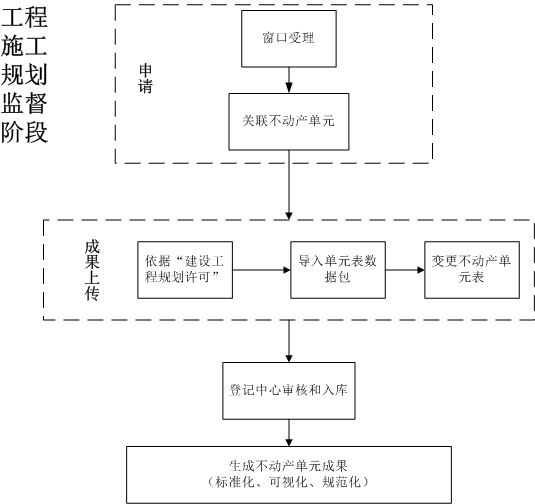 工程
施工
规划
监督
阶段
申请
窗口受理
关联不动产单元
成果上传
依据“建设工
程规划许可”
导入单元表数
据包
变更不动产单
元表
登记中心审核和入库
生成不动产单元成果
（标准化、可视化、规范化）